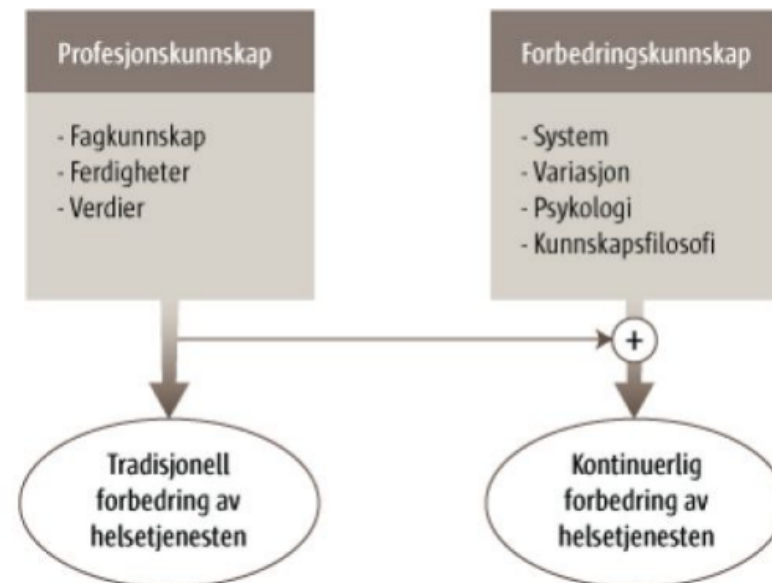 Profesjonskunnskap
- Fagkunnskap
- Ferdigheter
- Verdier
Forbedringskunnskap
- System
- Variasjon
- Psykologi
- Kunnskapsfilosofi
+
Tradisjonell
forbedring av
helsetjenesten
Kontinuerlig
forbedring av
helsetjenesten